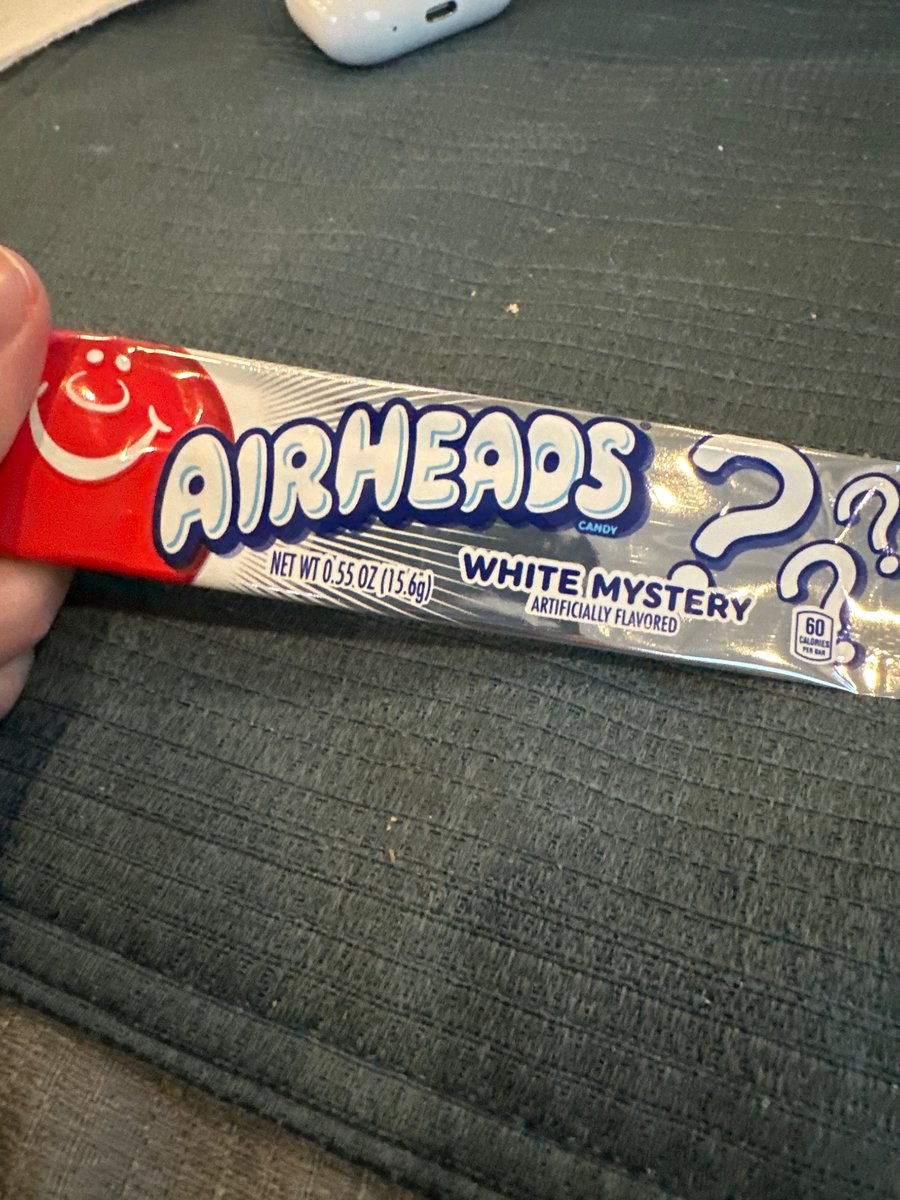 AIRHEADS
CANDY
NET WT 0.55 OZ (15.6g)
WHITE MYSTERY
ARTIFICIALLY FLAVORED
? ? ?
60
CALORIES
PER BAR